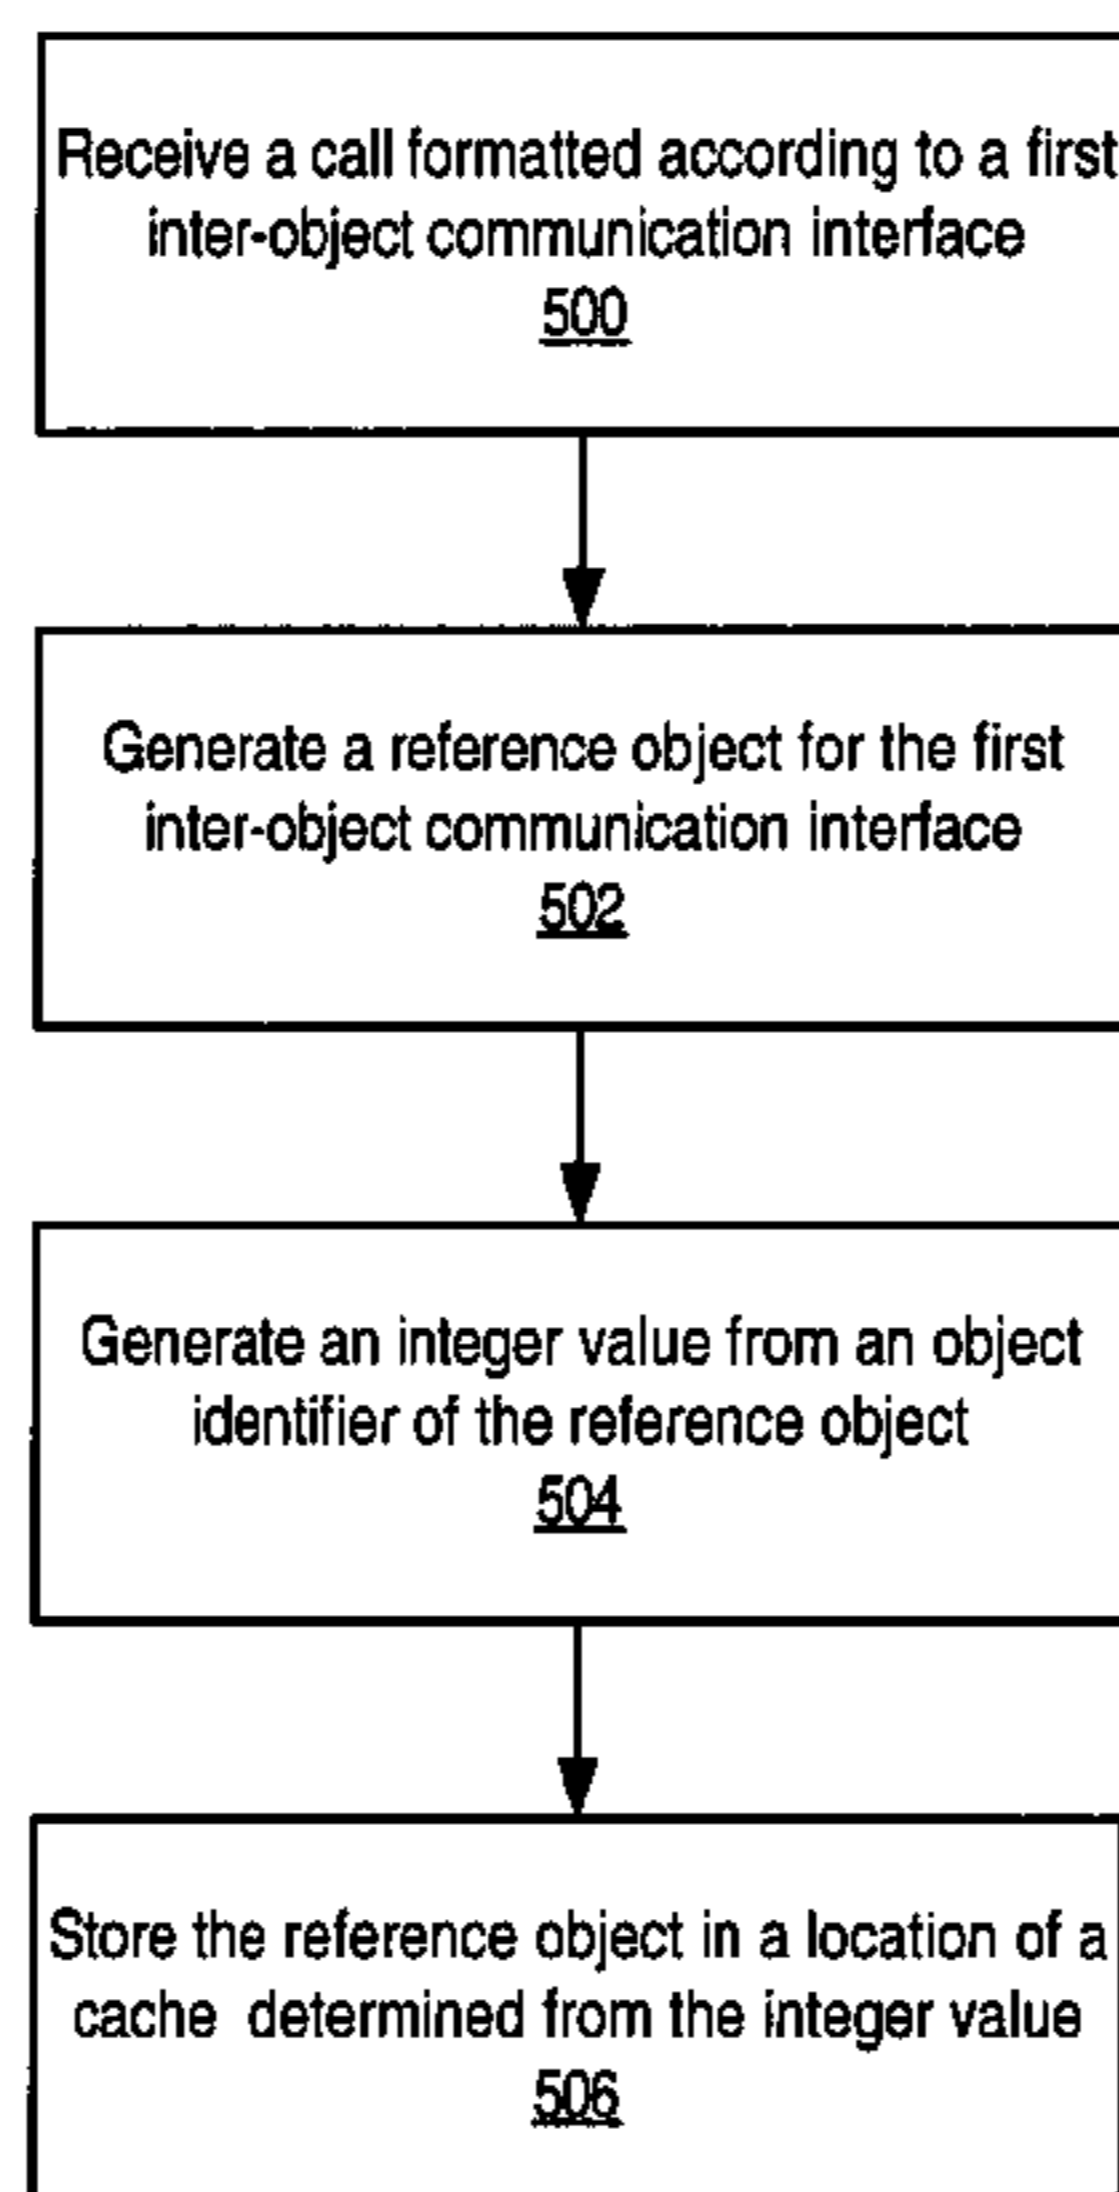 Receive a call formatted according to a first
inter-object communication interface
500
Generate a reference object for the first
inter-object communication interface
502
Generate an integer value from an object
identifier of the reference object
504
Store the reference object in a location of a
cache determined from the integer value
506